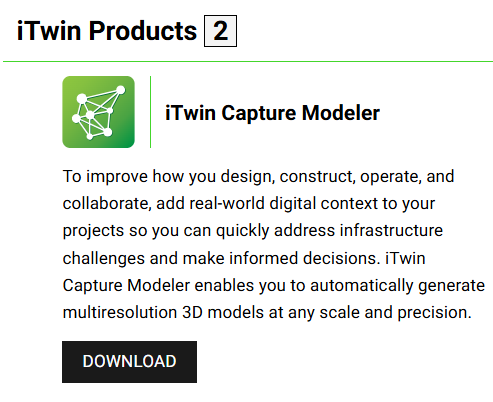 iTwin Products 2
iTwin Capture Modeler
To improve how you design, construct, operate, and
collaborate, add real-world digital context to your
projects so you can quickly address infrastructure
challenges and make informed decisions. iTwin
Capture Modeler enables you to automatically generate
multiresolution 3D models at any scale and precision.
DOWNLOAD